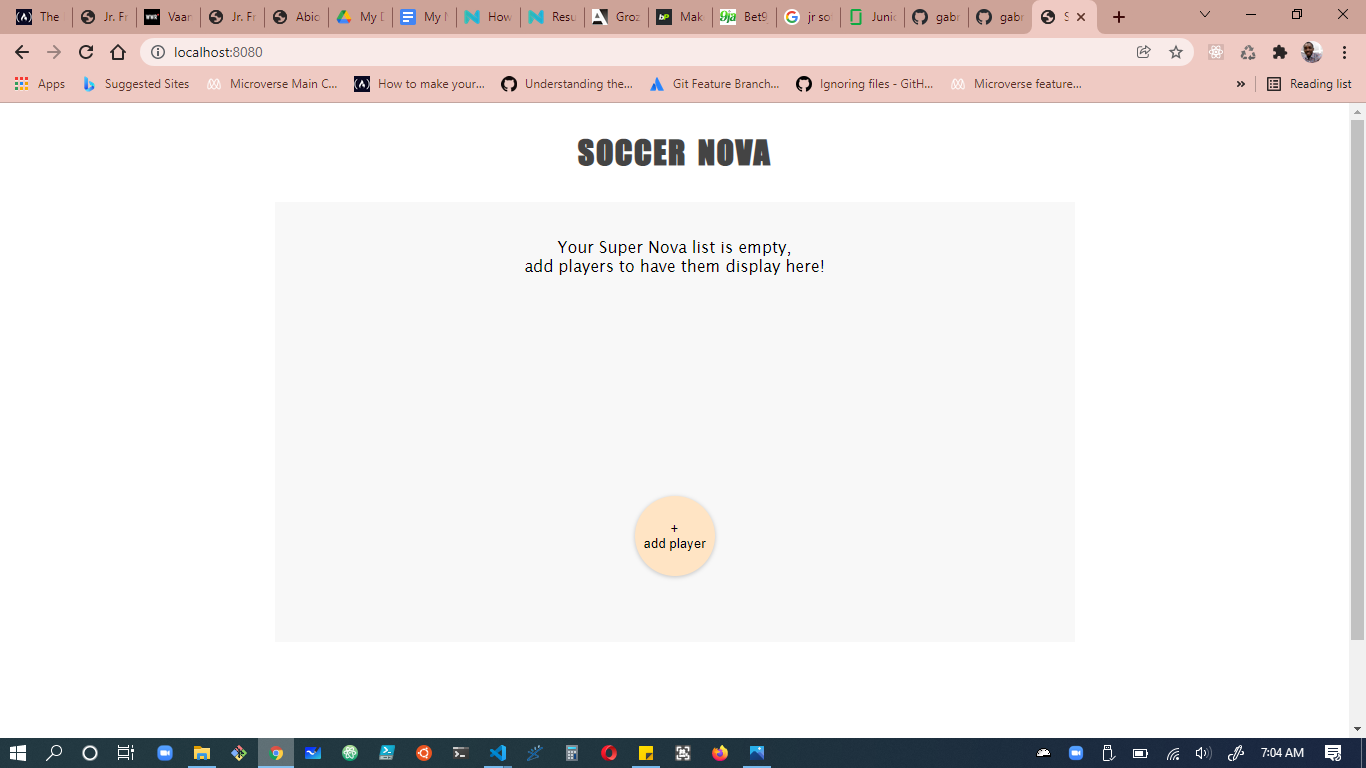 The
Jr. Fr
Vaar
Jr. Fr
Abio
My D
My N
How
Resu
Groz
Mak
Bet9
jr sof
Junio
gabr
gabr
S
localhost:8080
Apps
Suggested Sites
Microverse Main C...
How to make your...
Understanding the...
Git Feature Branch...
Ignoring files - GitH...
Microverse feature...
»
Reading list
SOCCER NOVA
Your Super Nova list is empty,
add players to have them display here!
+
add player
7:04 AM